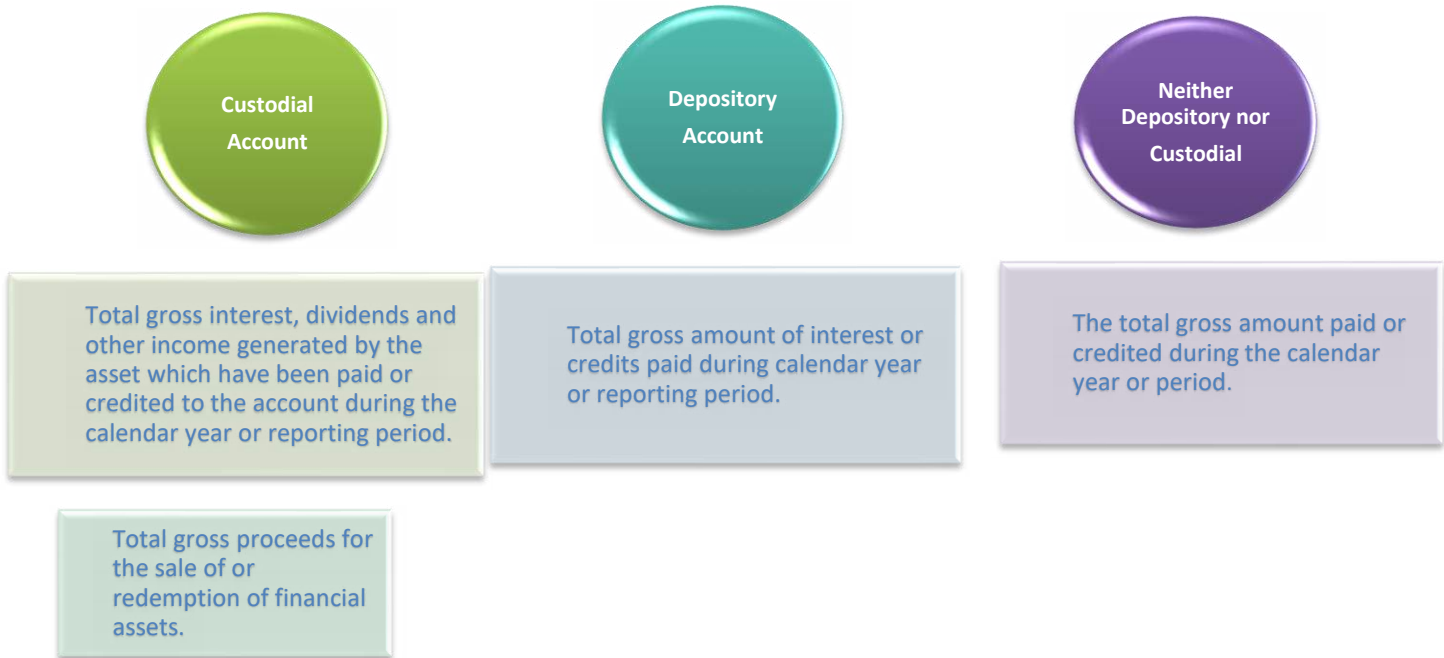 Custodial
Account
Depository
Account
Neither
Depository nor
Custodial
Total gross interest, dividends and
other income generated by the
asset which have been paid or
credited to the account during the
calendar year or reporting period.
Total gross amount of interest or
credits paid during calendar year
or reporting period.
The total gross amount paid or
credited during the calendar
year or period.
Total gross proceeds for
the sale of or
redemption of financial
assets.